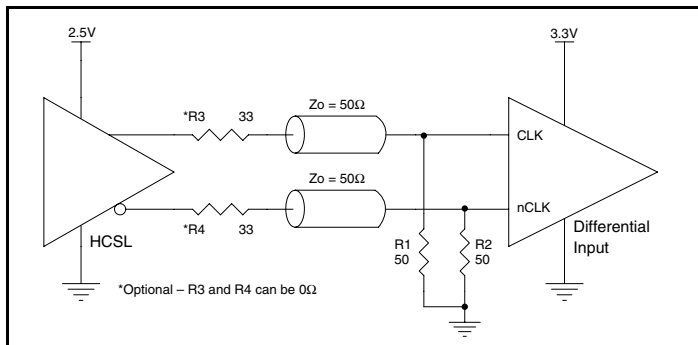 2.5V
3.3V
*R3 33
Zo = 50Ω
CLK
Zo = 50Ω
nCLK
HCSL
*R4 33
R1
50
R2
50
Differential
Input
*Optional – R3 and R4 can be 0Ω